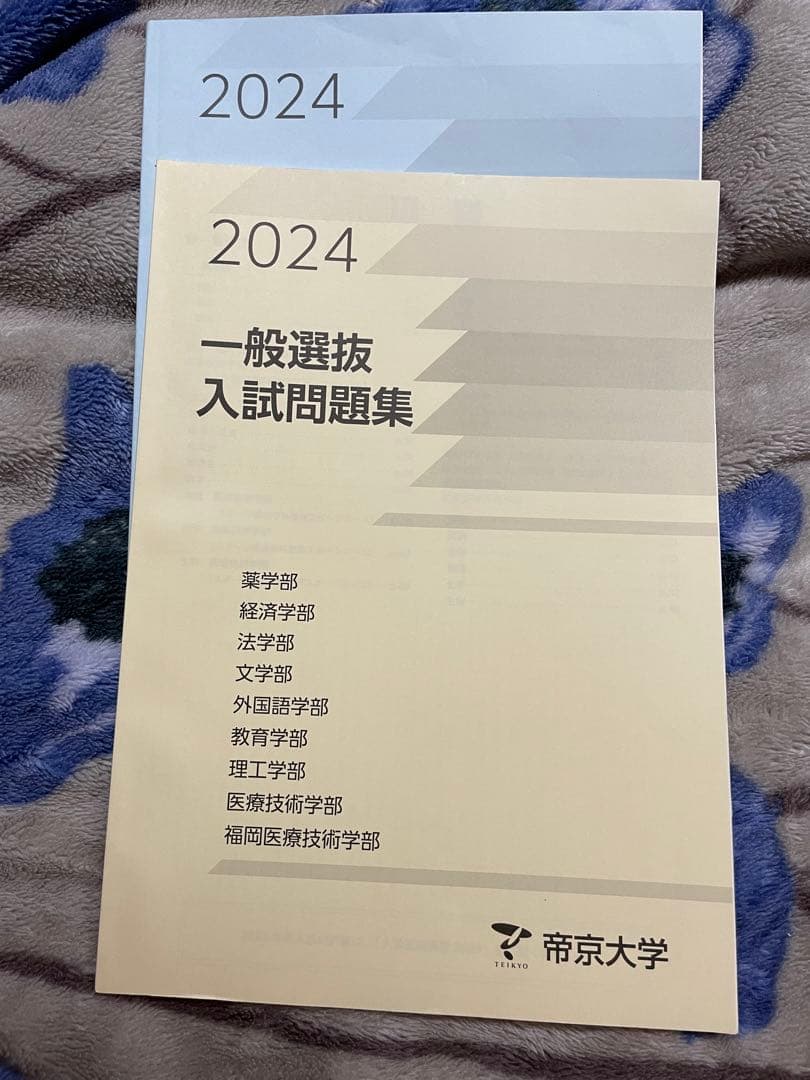 2024
2024
一般選抜
入試問題集
薬学部
経済学部
法学部
文学部
外国語学部
教育学部
理工学部
医療技術学部
福岡医療技術学部
TEIKYO
帝京大学